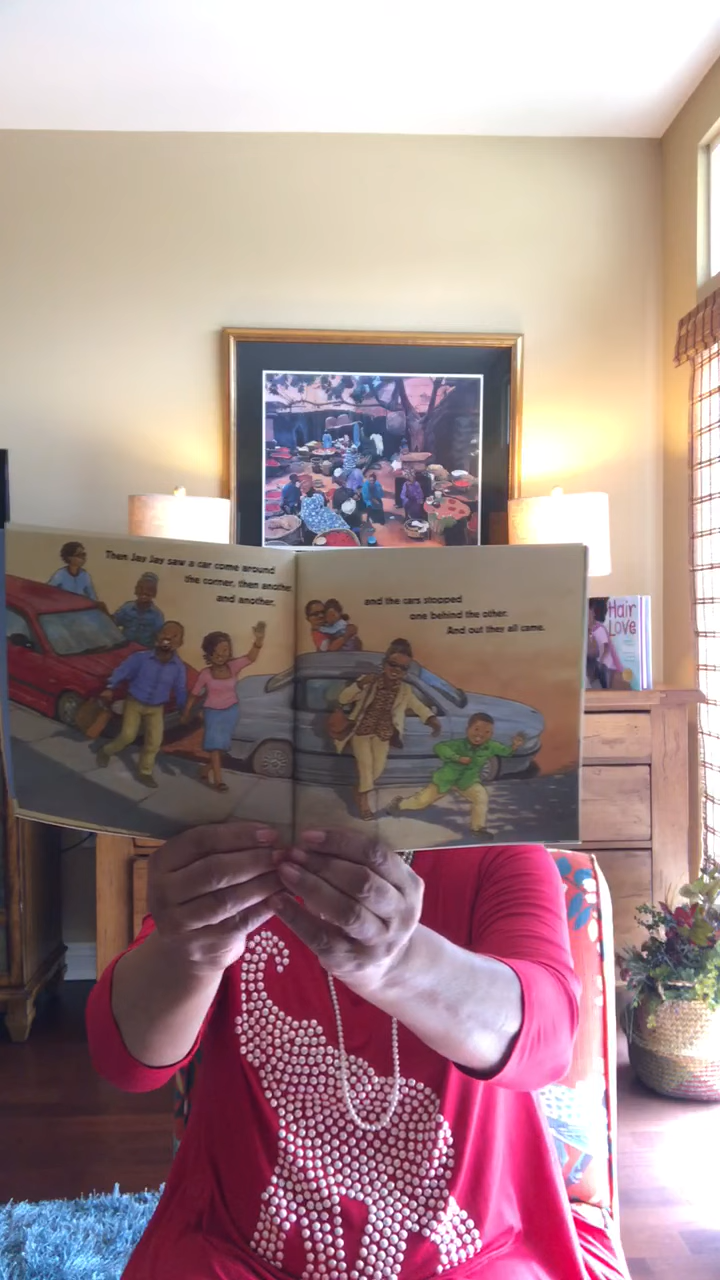 Then Jay Jay saw a car come around
the corner, then another
and another,
and the cars stopped
one behind the other.
And out they all came.
Hair
LOVE